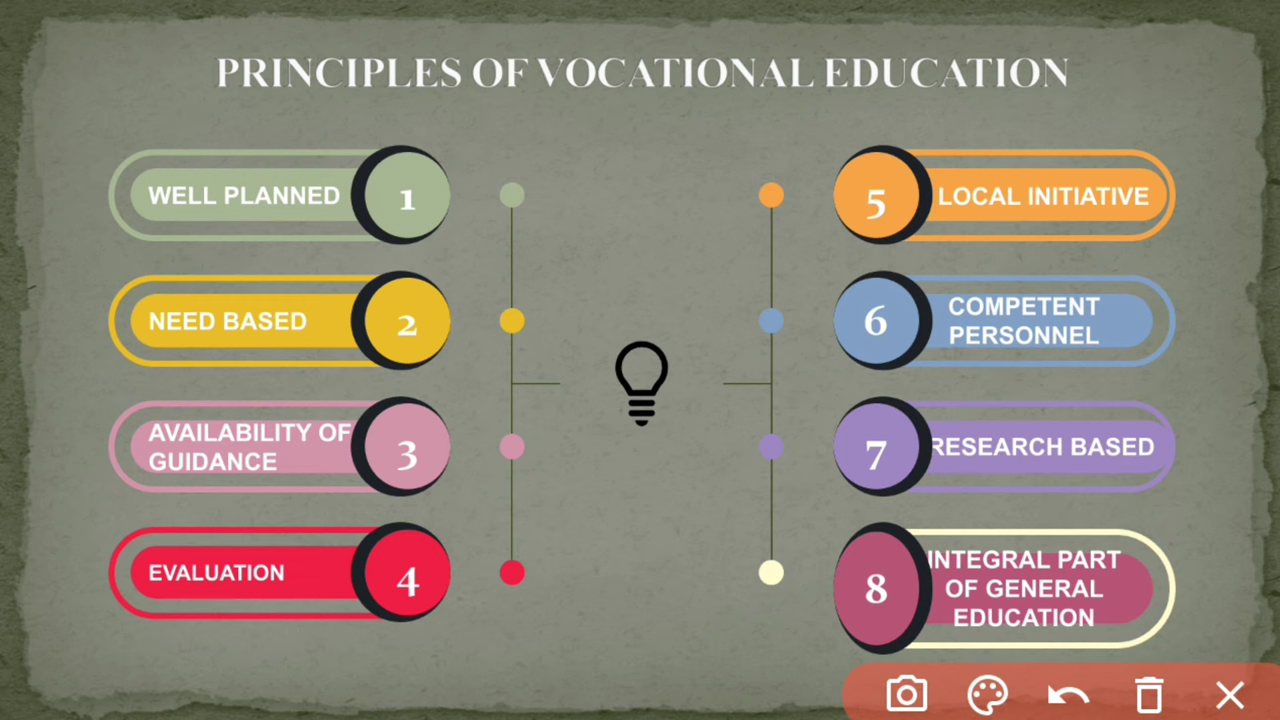 PRINCIPLES OF VOCATIONAL EDUCATION
WELL PLANNED
1
NEED BASED
2
AVAILABILITY OF
GUIDANCE
3
EVALUATION
4
5
LOCAL INITIATIVE
6
COMPETENT
PERSONNEL
7
RESEARCH BASED
8
INTEGRAL PART
OF GENERAL
EDUCATION